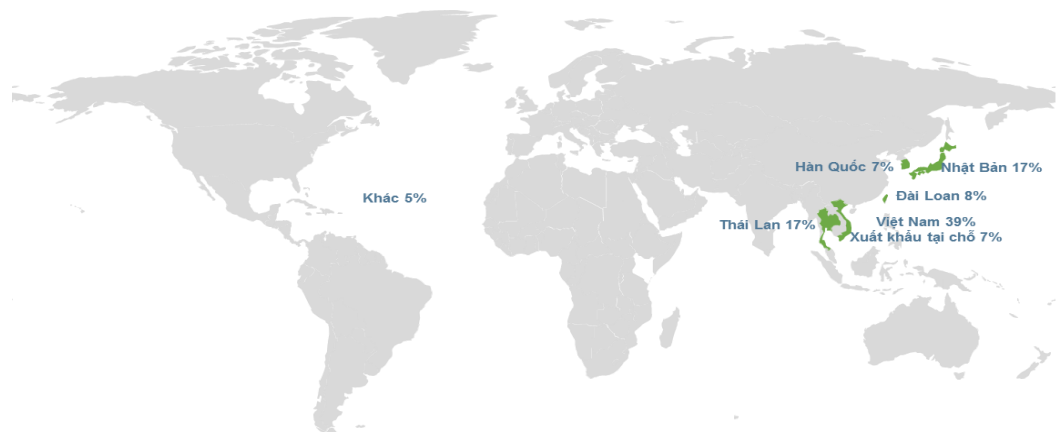 Hàn Quốc 7%
Nhật Bản 17%
Khác 5%
Đài Loan 8%
Thái Lan 17%
Việt Nam 39%
Xuất khẩu tại chỗ 7%